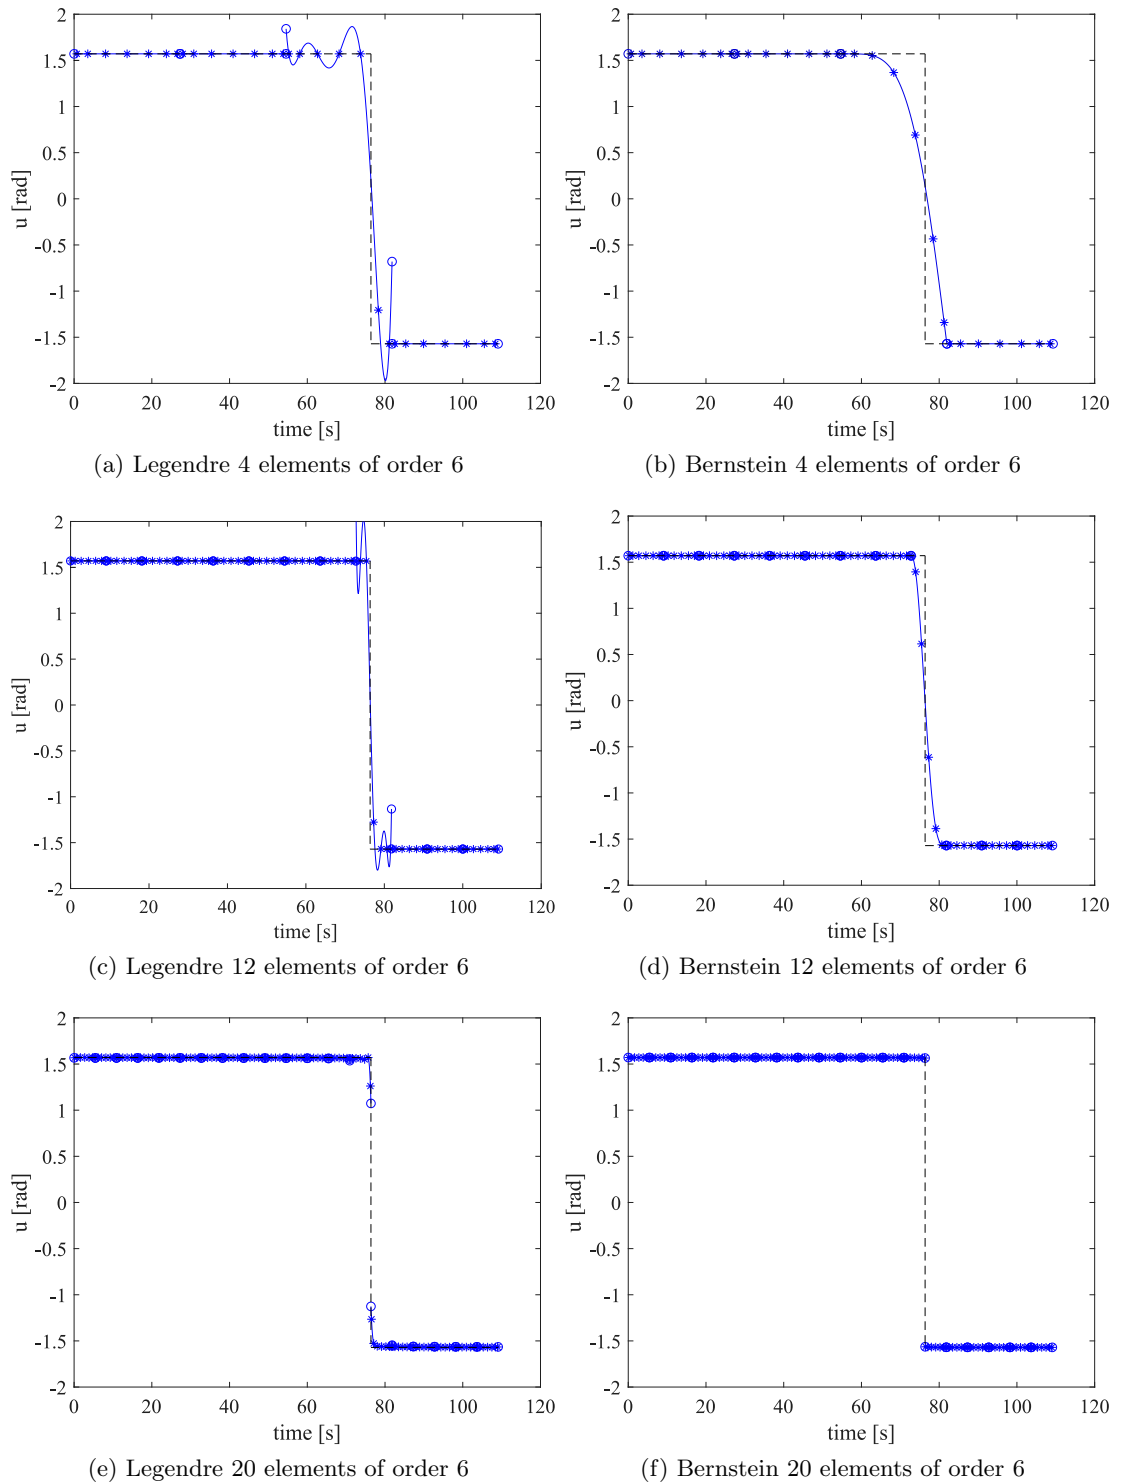 2
1.5
1
0.5
0
-0.5
-1
-1.5
-2
u [rad]
0 20 40 60 80 100 120
time [s]
(a) Legendre 4 elements of order 6
2
1.5
1
0.5
0
-0.5
-1
-1.5
-2
u [rad]
0 20 40 60 80 100 120
time [s]
(b) Bernstein 4 elements of order 6
2
1.5
1
0.5
0
-0.5
-1
-1.5
-2
u [rad]
0 20 40 60 80 100 120
time [s]
(c) Legendre 12 elements of order 6
2
1.5
1
0.5
0
-0.5
-1
-1.5
-2
u [rad]
0 20 40 60 80 100 120
time [s]
(d) Bernstein 12 elements of order 6
2
1.5
1
0.5
0
-0.5
-1
-1.5
-2
u [rad]
0 20 40 60 80 100 120
time [s]
(e) Legendre 20 elements of order 6
2
1.5
1
0.5
0
-0.5
-1
-1.5
-2
u [rad]
0 20 40 60 80 100 120
time [s]
(f) Bernstein 20 elements of order 6